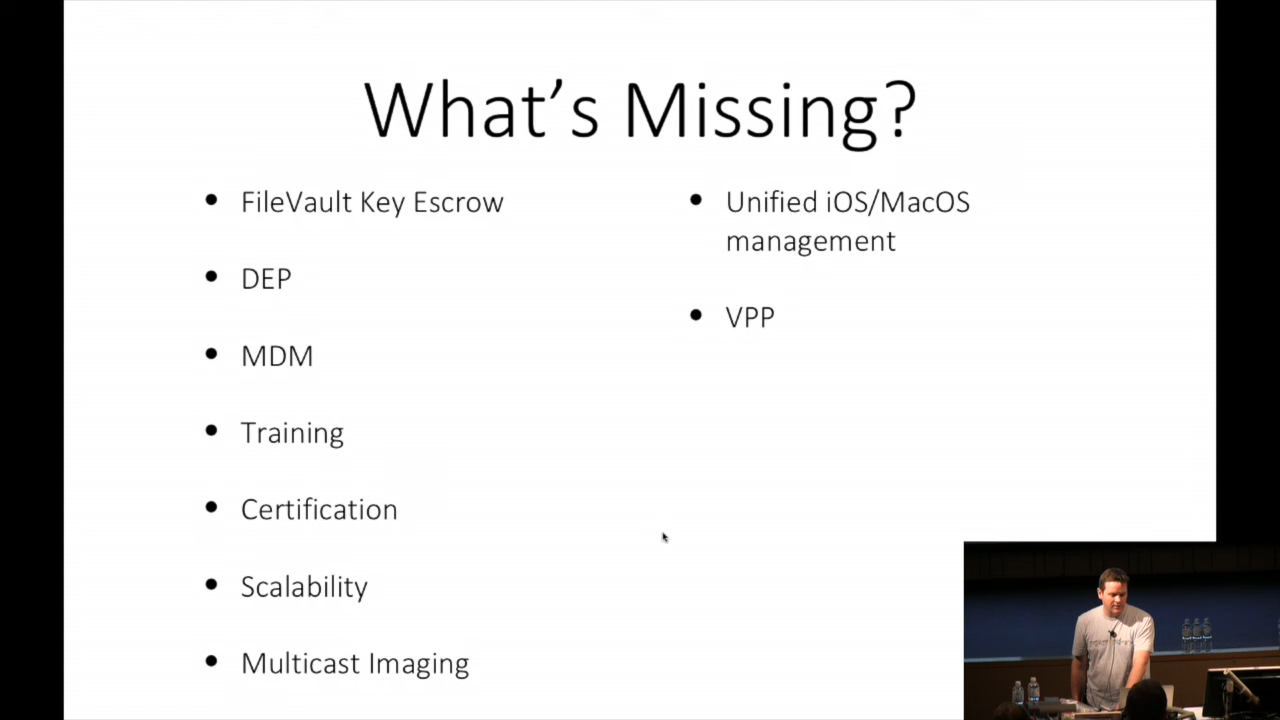 What's Missing?
FileVault Key Escrow
DEP
MDM
Training
Certification
Scalability
Multicast Imaging
Unified iOS/MacOS
management
VPP